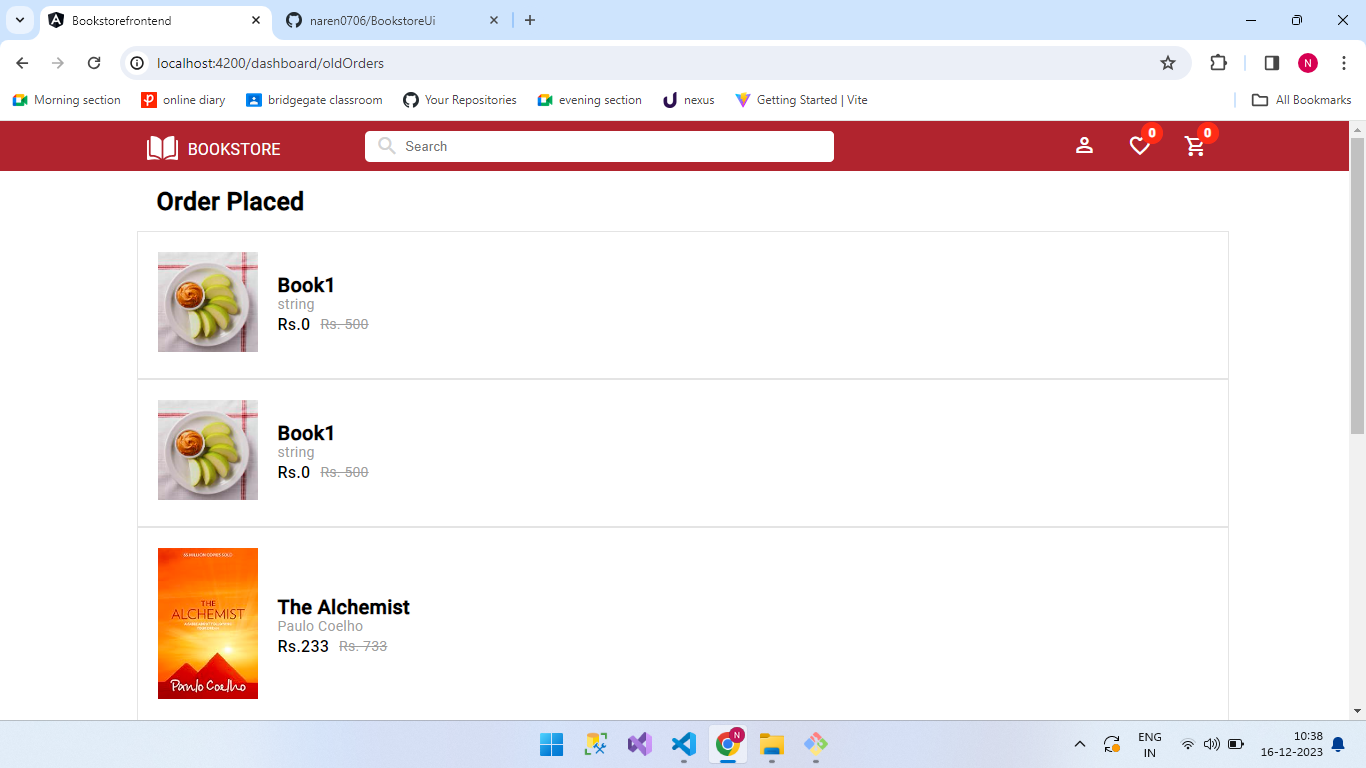 Bookstorefrontend
naren0706/BookstoreUi
localhost:4200/dashboard/oldOrders
N
Morning section
online diary
bridgegate classroom
Your Repositories
evening section
nexus
Getting Started | Vite
All Bookmarks
BOOKSTORE
Search
0
0
Order Placed
Book1
string
Rs.0 Rs. 500
Book1
string
Rs.0 Rs. 500
THE
ALCHEMIST
Paulo Coelho
The Alchemist
Paulo Coelho
Rs.233 Rs. 733
N
ENG
IN
10:38
16-12-2023